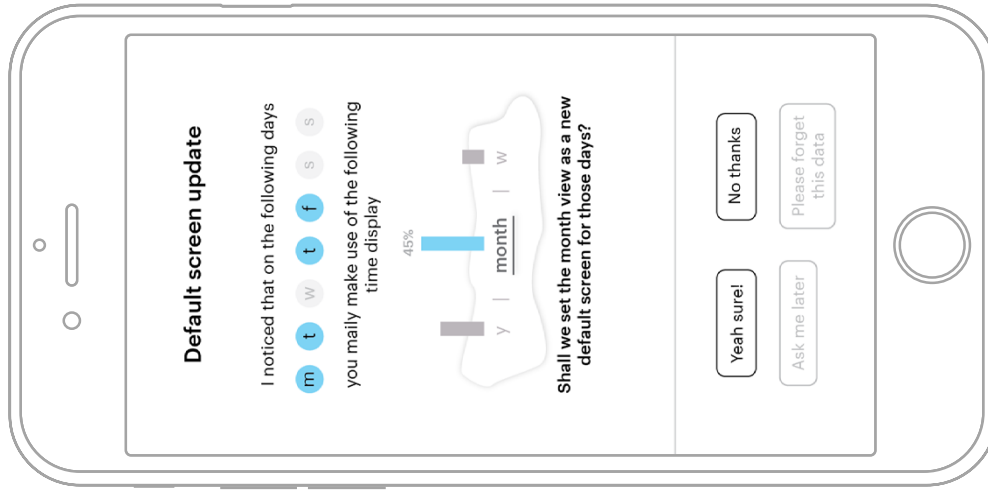 Default screen update
I noticed that on the following days
m t w t f s s
you maily make use of the following
time display
45%
y | month | w
Shall we set the month view as a new
default screen for those days?
Yeah sure!
No thanks
Ask me later
Please forget
this data